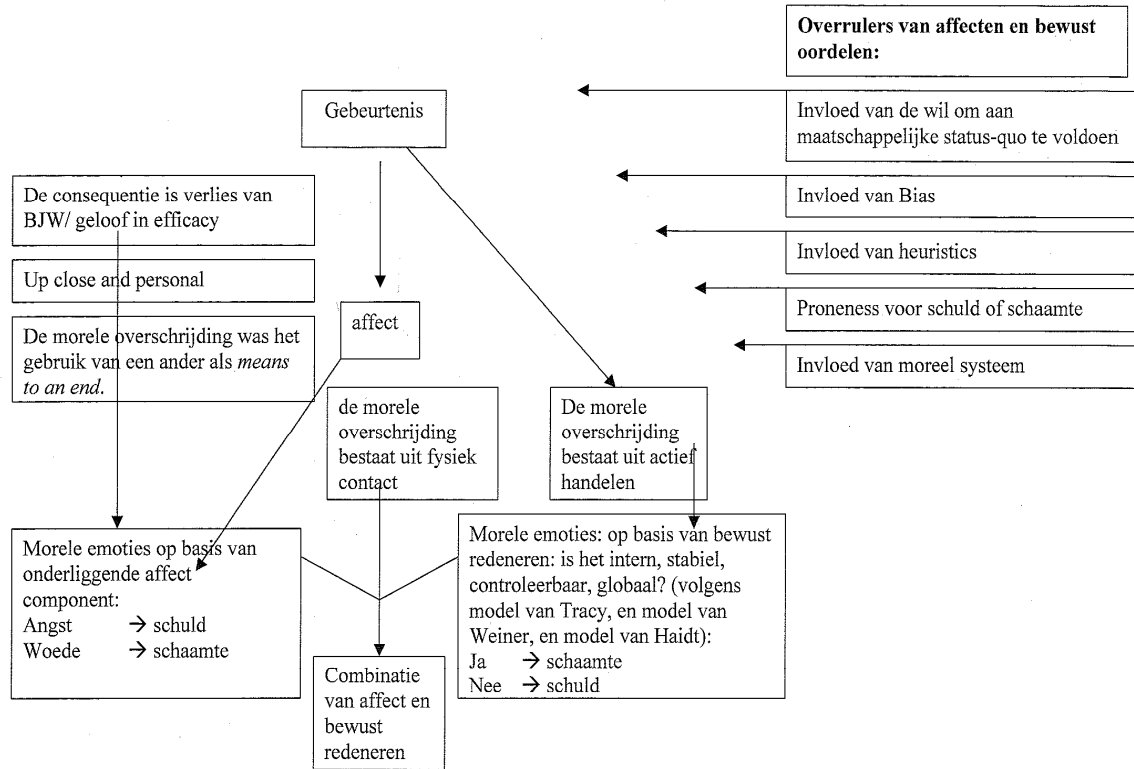 Overrulers van affecten en bewust
oordelen:
Gebeurtenis
Invloed van de wil om aan
maatschappelijke status-quo te voldoen
De consequentie is verlies van
BJW/ geloof in efficacy
Invloed van Bias
Invloed van heuristics
Up close and personal
Proneness voor schuld of schaamte
affect
De morele overschrijding was het
gebruik van een ander als means
to an end.
Invloed van moreel systeem
de morele
overschrijding
bestaat uit fysiek
contact
De morele
overschrijding
bestaat uit actief
handelen
Morele emoties op basis van
onderliggende affect
component:
Angst → schuld
Woede → schaamte
Morele emoties: op basis van bewust
redeneren: is het intern, stabiel,
controleerbaar, globaal? (volgens
model van Tracy, en model van
Weiner, en model van Haidt):
Ja → schaamte
Nee → schuld
Combinatie
van affect en
bewust
redeneren